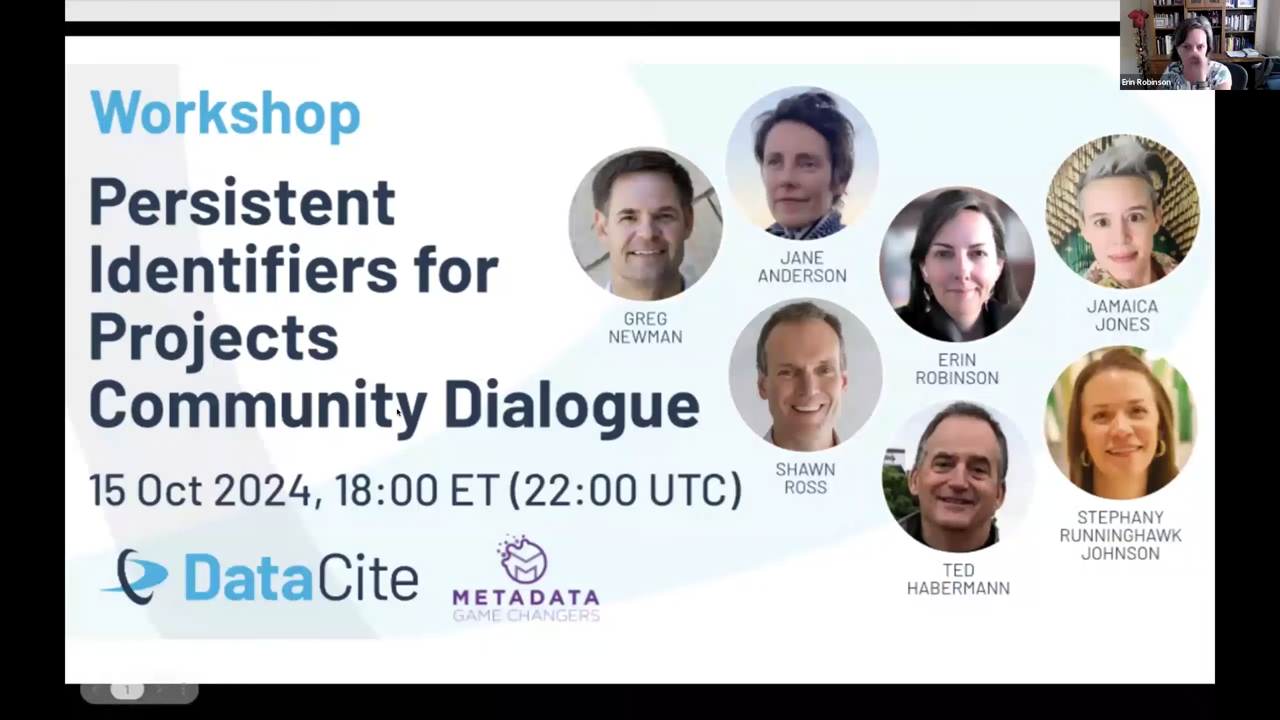 Workshop
Persistent
Identifiers for
Projects
Community Dialogue
15 Oct 2024, 18:00 ET (22:00 UTC)
DataCite
METADATA
GAME CHANGERS
GREG
NEWMAN
JANE
ANDERSON
SHAWN
ROSS
ERIN
ROBINSON
TED
HABERMANN
JAMAICA
JONES
STEPHANY
RUNNINGHAWK
JOHNSON
Erin Robinson
1